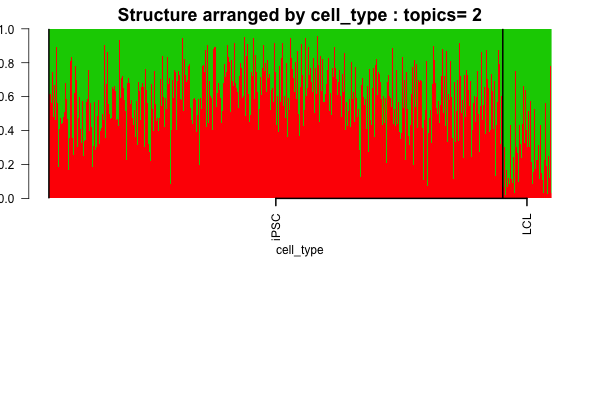 Structure arranged by cell_type : topics= 2
1.0
0.8
0.6
0.4
0.2
0.0
iPSC
LCL
cell_type